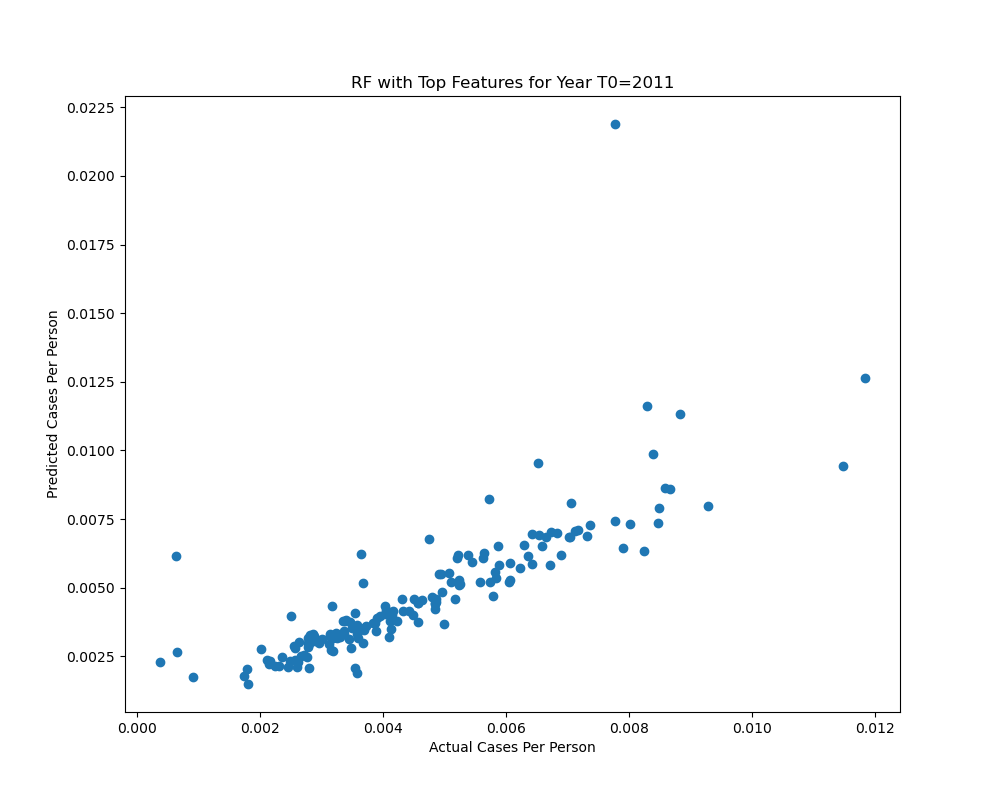 RF with Top Features for Year T0=2011
0.0225
0.0200
0.0175
0.0150
0.0125
0.0100
0.0075
0.0050
0.0025
Predicted Cases Per Person
0.000 0.002 0.004 0.006 0.008 0.010 0.012
Actual Cases Per Person